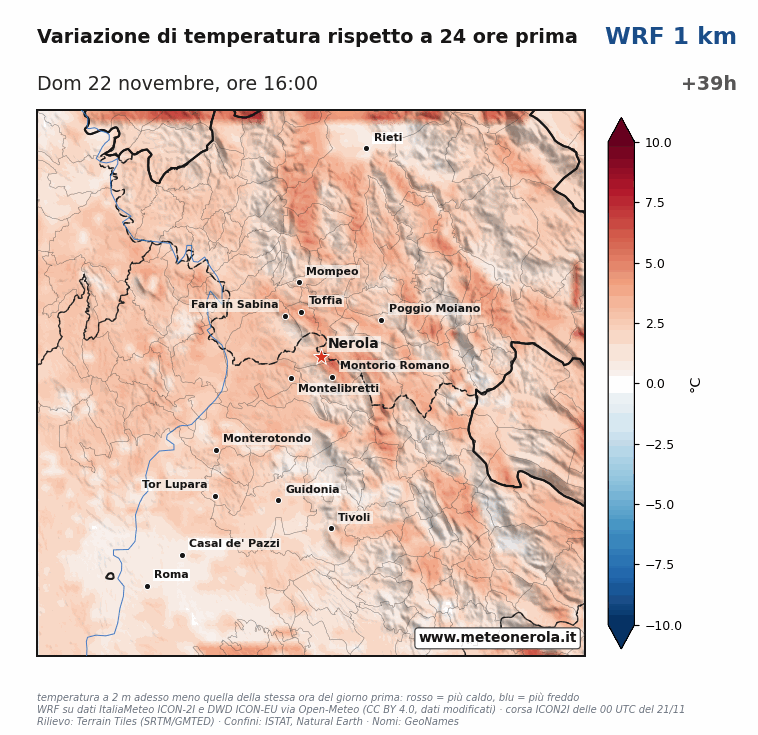 Variazione di temperatura rispetto a 24 ore prima
WRF 1 km
Dom 22 novembre, ore 16:00
+39h
Rieti
Mompeo
Fara in Sabina
Toffia
Poggio Moiano
Nerola
Montorio Romano
Montelibretti
Monterotondo
Tor Lupara
Guidonia
Tivoli
Casal de' Pazzi
Roma
www.meteonerola.it
10.0
7.5
5.0
2.5
0.0
−2.5
−5.0
−7.5
−10.0
°C
temperatura a 2 m adesso meno quella della stessa ora del giorno prima: rosso = più caldo, blu = più freddo
WRF su dati ItaliaMeteo ICON-2I e DWD ICON-EU via Open-Meteo (CC BY 4.0, dati modificati) · corsa ICON2I delle 00 UTC del 21/11
Rilievo: Terrain Tiles (SRTM/GMTED) · Confini: ISTAT, Natural Earth · Nomi: GeoNames